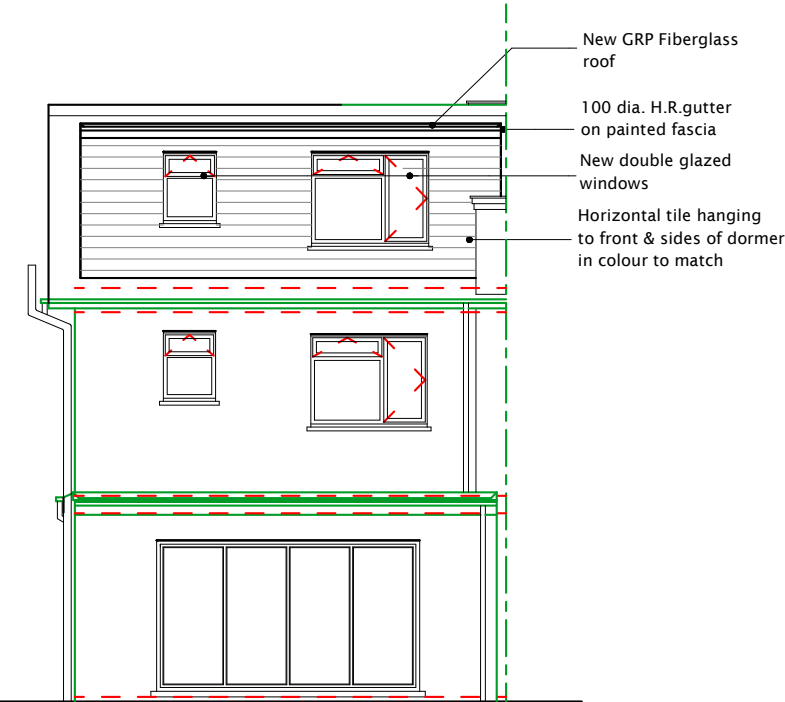 New GRP Fiberglass
roof
100 dia. H.R.gutter
on painted fascia
New double glazed
windows
Horizontal tile hanging
to front & sides of dormer
in colour to match